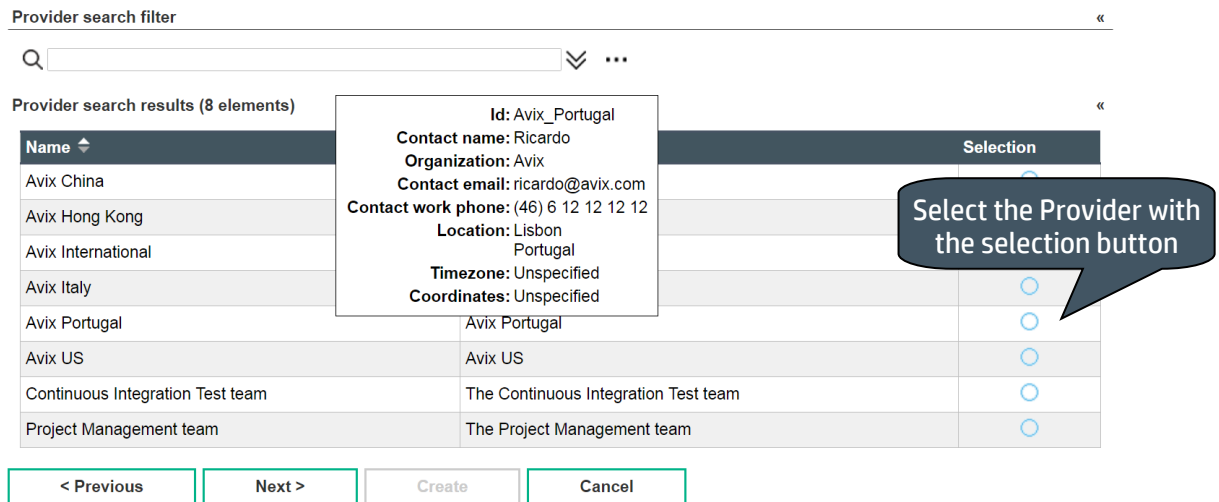 Provider search filter «
...
Provider search results (8 elements) «
Id: Avix_Portugal
Contact name: Ricardo
Organization: Avix
Contact email: ricardo@avix.com
Contact work phone: (46) 6 12 12 12 12
Location: Lisbon
Portugal
Timezone: Unspecified
Coordinates: Unspecified
Name Selection
Avix China
Avix Hong Kong
Avix International
Avix Italy
Select the Provider with
the selection button
Avix Portugal Avix Portugal
Avix US Avix US
Continuous Integration Test team The Continuous Integration Test team
Project Management team The Project Management team
< Previous Next > Create Cancel